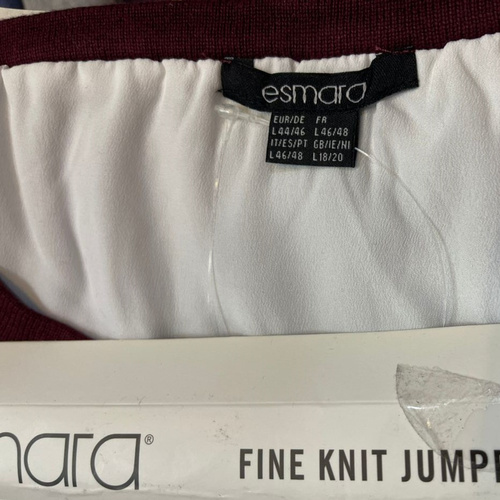 esmara
EUR/DE FR
L44/46 L46/48
IT/ES/PT GB/IE/NI
L46/48 L18/20
mara®
FINE KNIT JUMPE